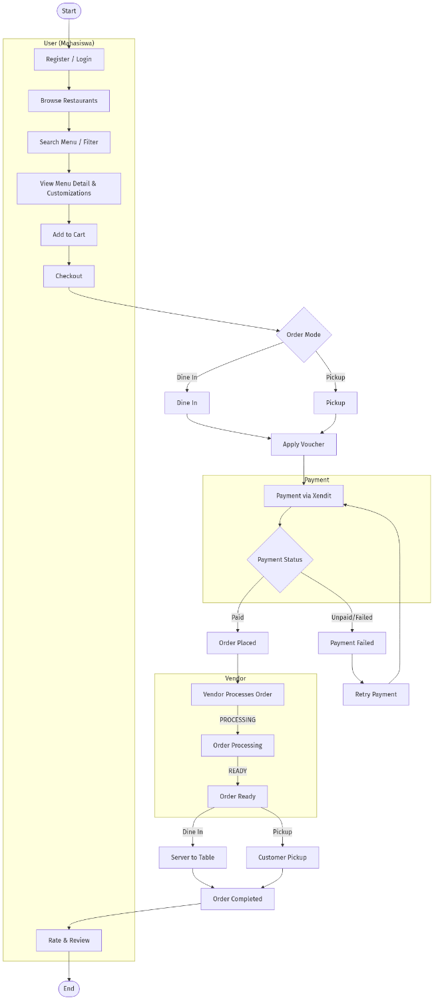 Start
User (Mahasiswa)
Register / Login
Browse Restaurants
Search Menu / Filter
View Menu Detail &
Customizations
Add to Cart
Checkout
Order Mode
Dine In
Pickup
Dine In
Pickup
Apply Voucher
Payment
Payment via Xendit
Payment Status
Paid
Unpaid/Failed
Order Placed
Payment Failed
Vendor
Vendor Processes Order
Retry Payment
PROCESSING
Order Processing
READY
Order Ready
Dine In
Pickup
Server to Table
Customer Pickup
Order Completed
Rate & Review
End